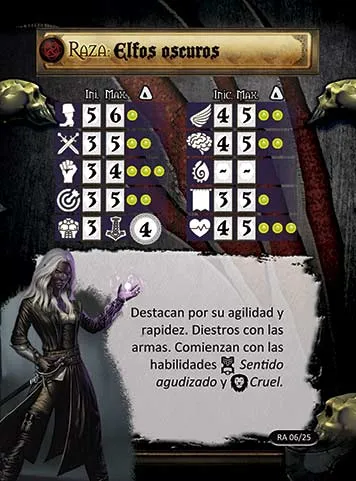 RAZA: Elfos oscuros
Ini. Max. Δ Inic. Max. Δ
5 6 4 5
3 5 4 5
3 4 - -
3 5 3 5
3 4 4 5
Destacan por su agilidad y
rapidez. Diestros con las
armas. Comienzan con las
habilidades Sentido
agudizado y Cruel.
RA 06/25